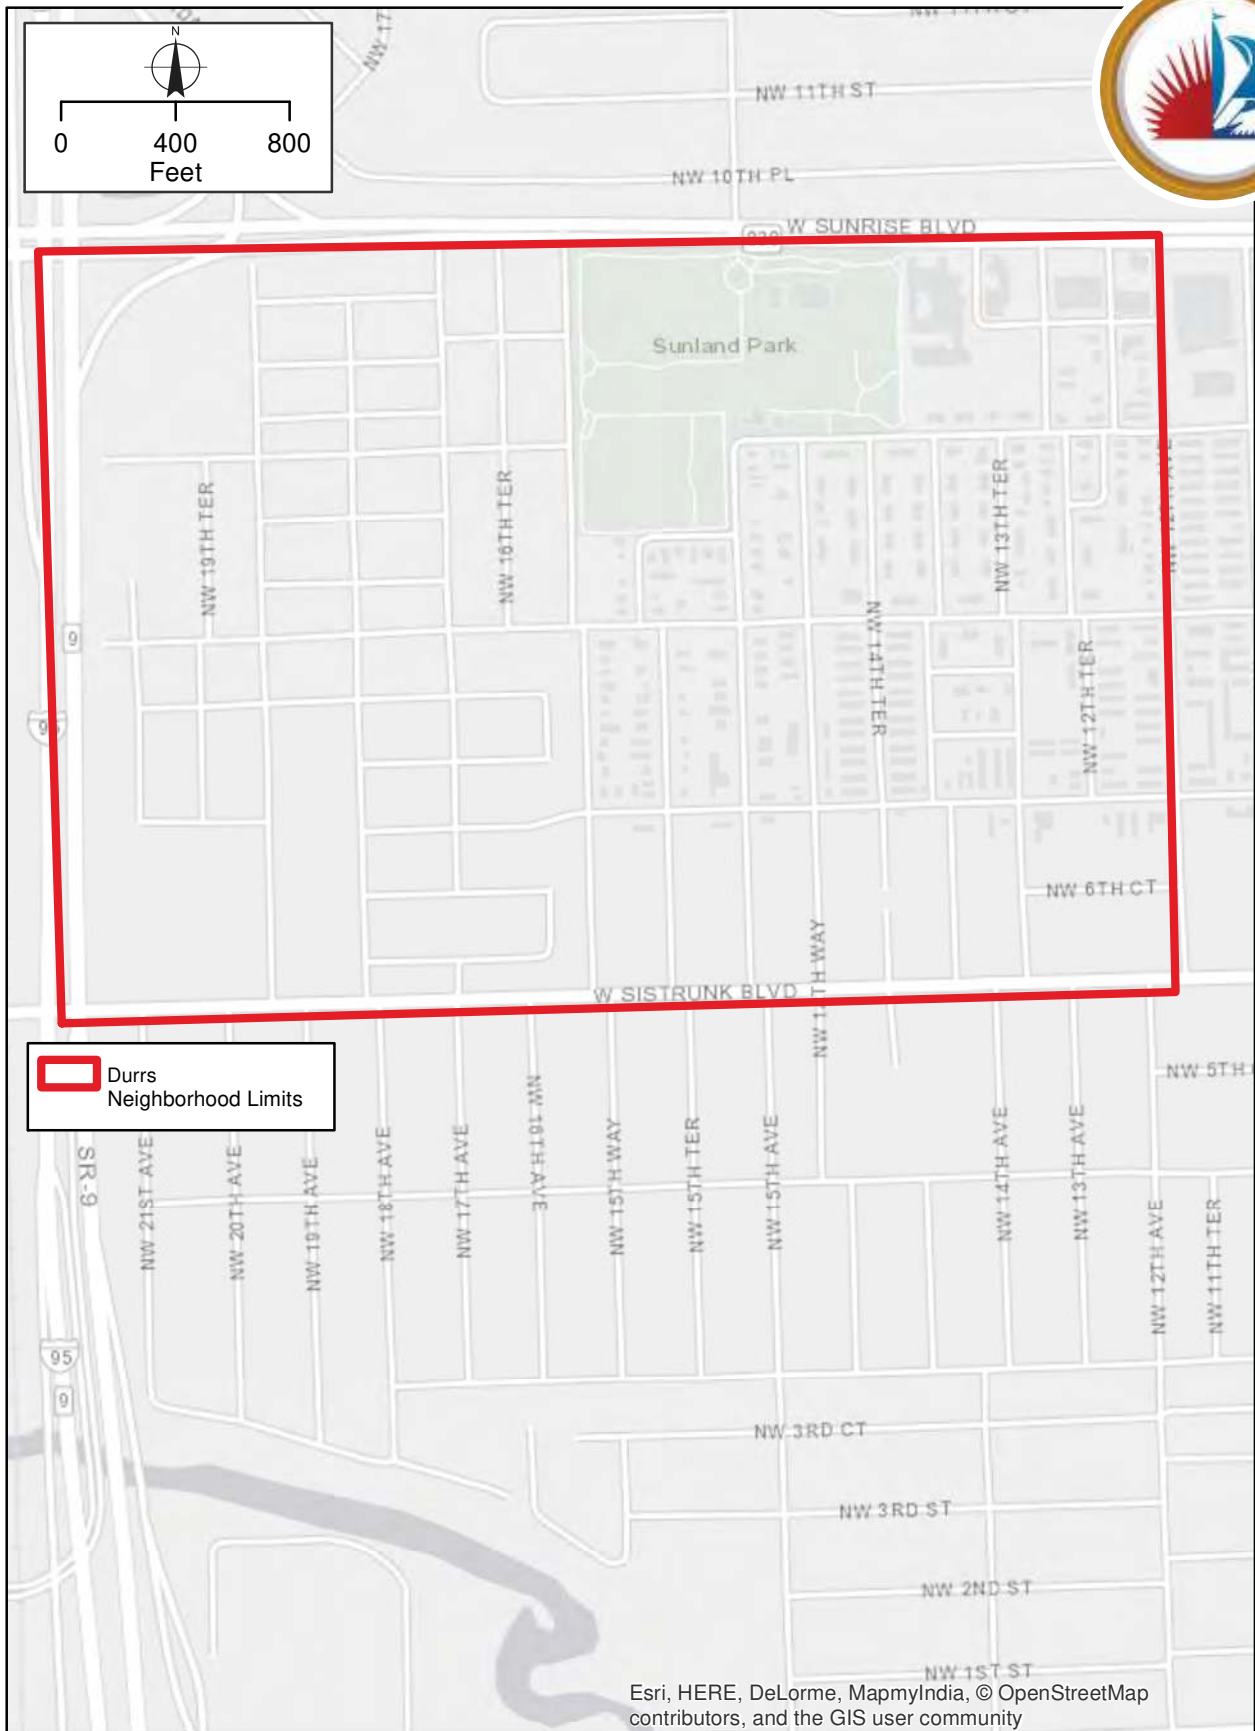 NW 17
N
0 400 800
Feet
NW 11TH ST
NW 10TH PL
W SUNRISE BLVD
Sunland Park
NW 19TH TER
NW 16TH TER
NW 13TH TER
NW 12TH AVE
9
NW 14TH TER
NW 12TH TER
95
NW 6TH CT
W SISTRUNK BLVD
NW 14TH WAY
Durrs
Neighborhood Limits
NW 5TH
SR-9
NW 21ST AVE
NW 20TH AVE
NW 19TH AVE
NW 18TH AVE
NW 17TH AVE
NW 16TH AVE
NW 15TH WAY
NW 15TH TER
NW 15TH AVE
NW 14TH AVE
NW 13TH AVE
NW 12TH AVE
NW 11TH TER
95
9
NW 3RD CT
NW 3RD ST
NW 2ND ST
NW 1ST ST
Esri, HERE, DeLorme, MapmyIndia, © OpenStreetMap
contributors, and the GIS user community